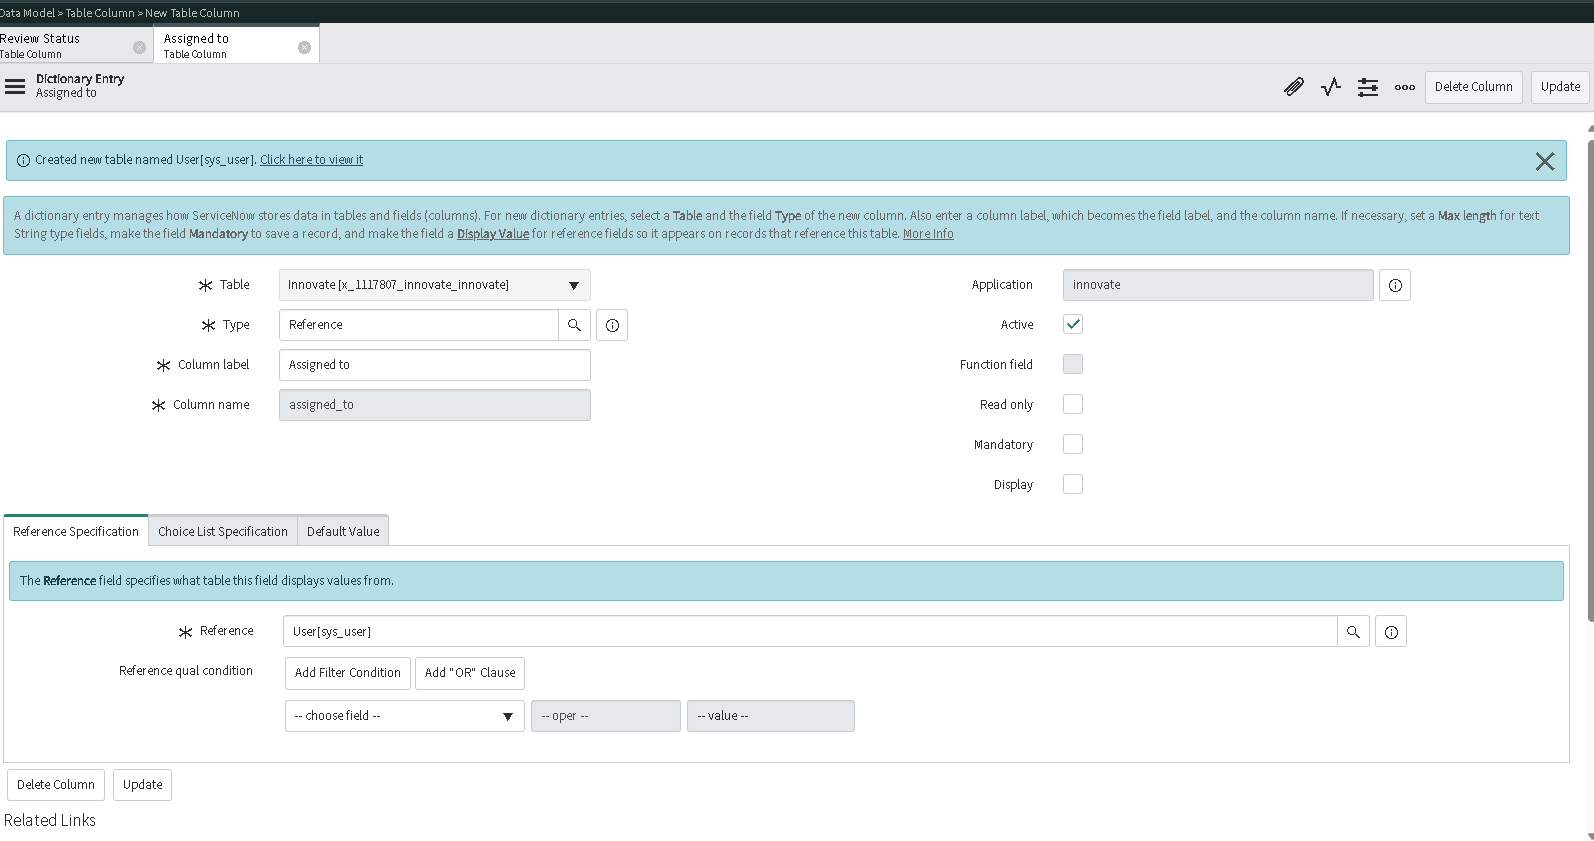 Data Model > Table Column > New Table Column
Review Status
Table Column
Assigned to
Table Column
Dictionary Entry
Assigned to
Delete Column
Update
Created new table named User[sys_user]. Click here to view it
A dictionary entry manages how ServiceNow stores data in tables and fields (columns). For new dictionary entries, select a Table and the field Type of the new column. Also enter a column label, which becomes the field label, and the column name. If necessary, set a Max length for text
String type fields, make the field Mandatory to save a record, and make the field a Display Value for reference fields so it appears on records that reference this table. More Info
Table
Innovate [x_1117807_innovate_innovate]
Application
innovate
Type
Reference
Active
Column label
Assigned to
Function field
Column name
assigned_to
Read only
Mandatory
Display
Reference Specification
Choice List Specification
Default Value
The Reference field specifies what table this field displays values from.
Reference
User[sys_user]
Reference qual condition
Add Filter Condition
Add "OR" Clause
-- choose field --
-- oper --
-- value --
Delete Column
Update
Related Links